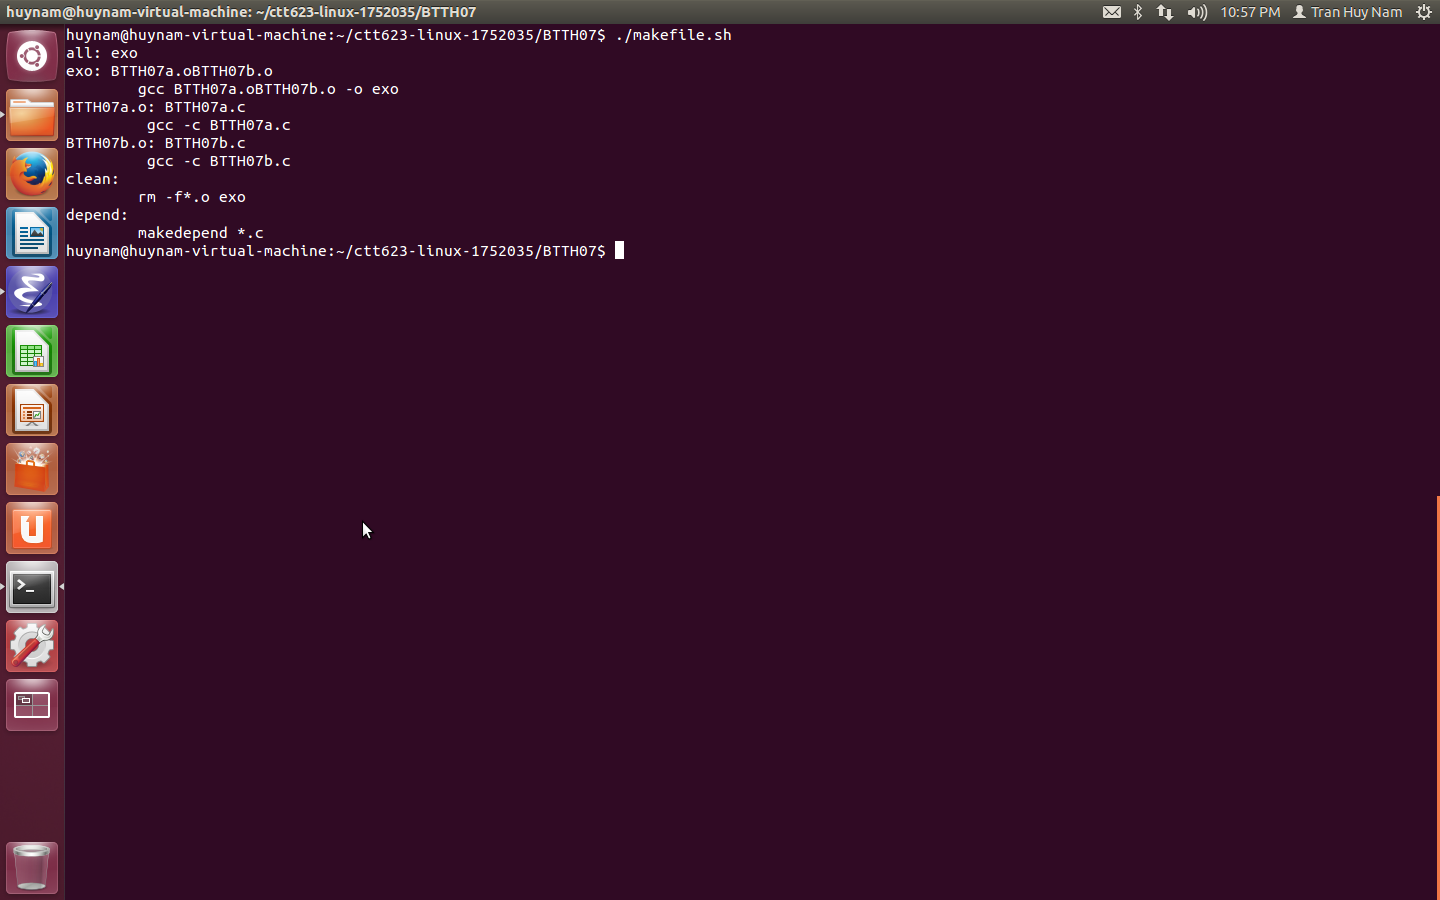 huynam@huynam-virtual-machine: ~/ctt623-linux-1752035/BTTH07
10:57 PM Tran Huy Nam
huynam@huynam-virtual-machine:~/ctt623-linux-1752035/BTTH07$ ./makefile.sh
all: exo
exo: BTTH07a.oBTTH07b.o
        gcc BTTH07a.oBTTH07b.o -o exo
BTTH07a.o: BTTH07a.c
         gcc -c BTTH07a.c
BTTH07b.o: BTTH07b.c
         gcc -c BTTH07b.c
clean:
        rm -f*.o exo
depend:
        makedepend *.c
huynam@huynam-virtual-machine:~/ctt623-linux-1752035/BTTH07$